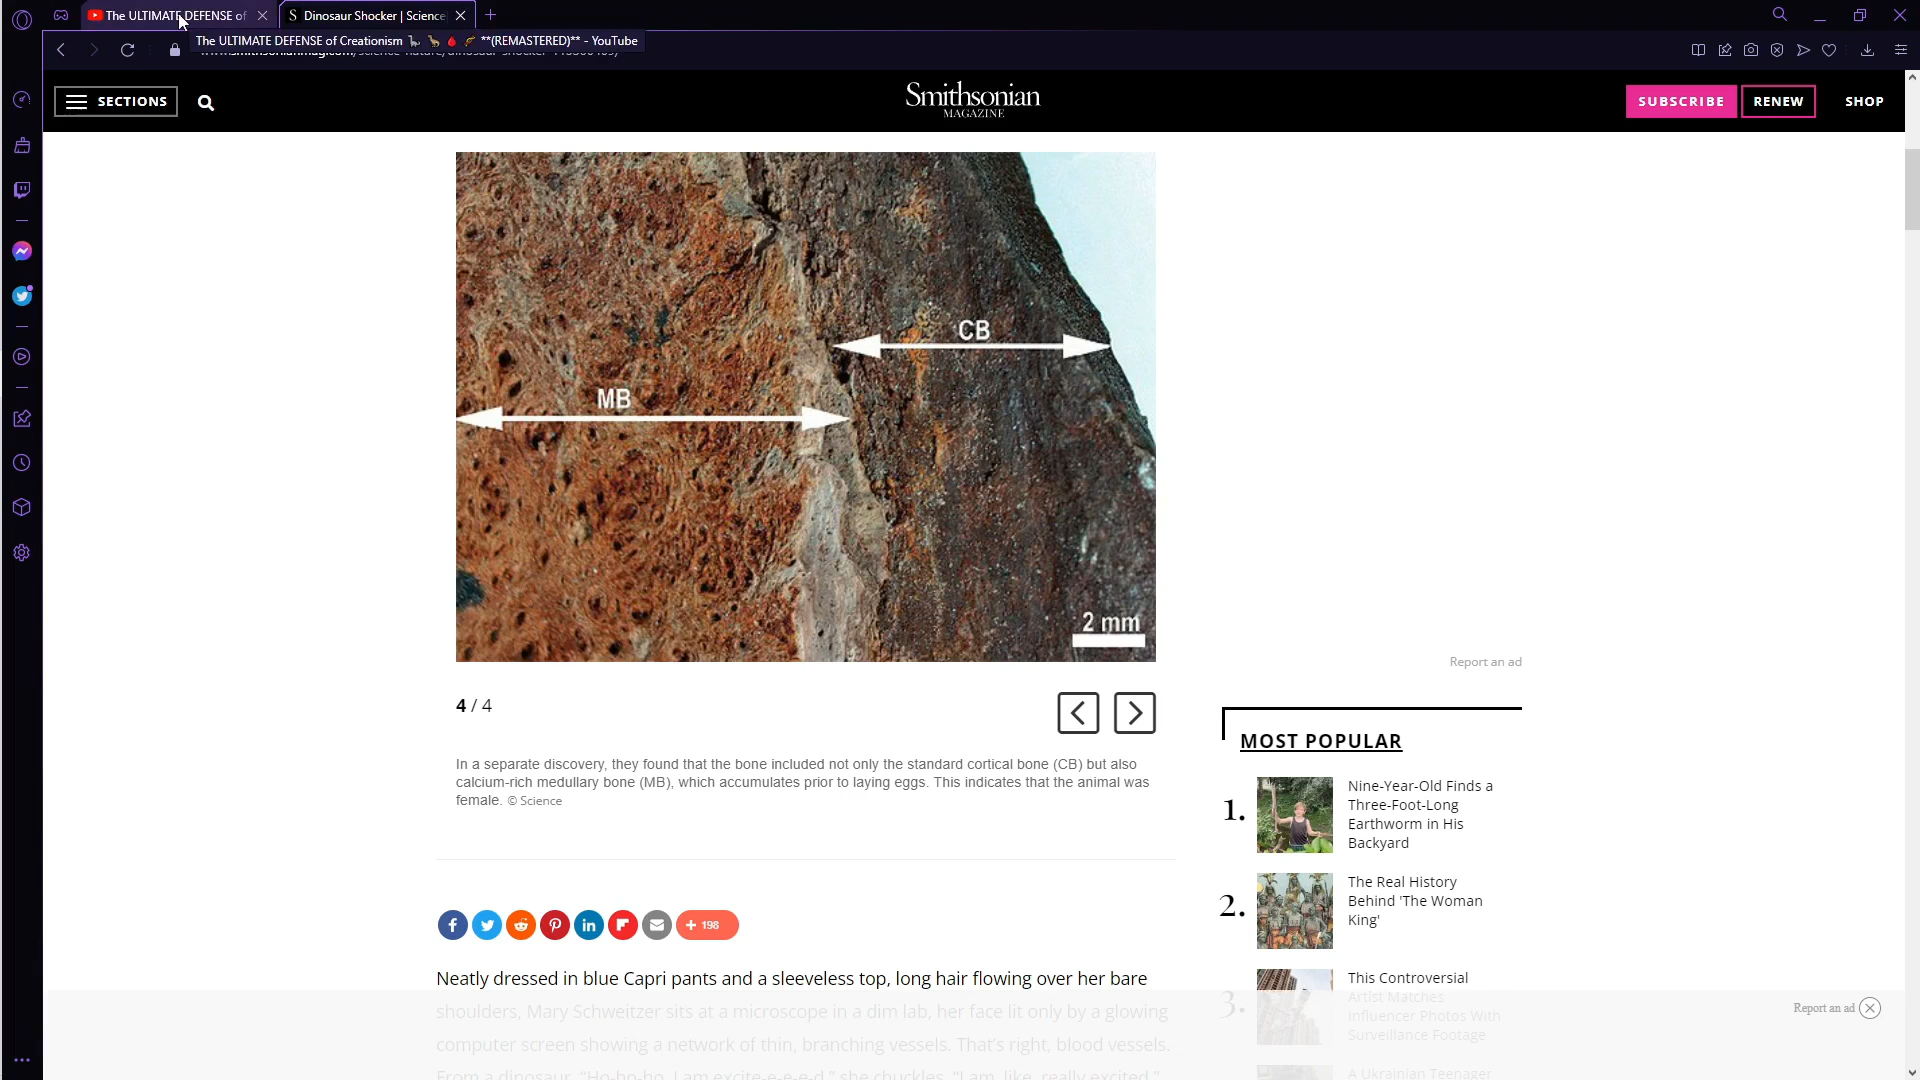 The ULTIMATE DEFENSE of
Dinosaur Shocker | Science
The ULTIMATE DEFENSE of Creationism 🦕 🦒 🩸 🦐 **(REMASTERED)** - YouTube
SECTIONS
Smithsonian
MAGAZINE
SUBSCRIBE
RENEW
SHOP
CB
MB
2 mm
4 / 4
In a separate discovery, they found that the bone included not only the standard cortical bone (CB) but also
calcium-rich medullary bone (MB), which accumulates prior to laying eggs. This indicates that the animal was
female. © Science
+ 198
Neatly dressed in blue Capri pants and a sleeveless top, long hair flowing over her bare
shoulders, Mary Schweitzer sits at a microscope in a dim lab, her face lit only by a glowing
computer screen showing a network of thin, branching vessels. That's right, blood vessels.
From a dinosaur. "Ho-ho-ho, I am excite-e-e-e-d," she chuckles. "I am, like, really excited."
Report an ad
MOST POPULAR
1.
Nine-Year-Old Finds a
Three-Foot-Long
Earthworm in His
Backyard
2.
The Real History
Behind 'The Woman
King'
3.
This Controversial
Artist Matches
Influencer Photos With
Surveillance Footage
A Ukrainian Teenager
Report an ad